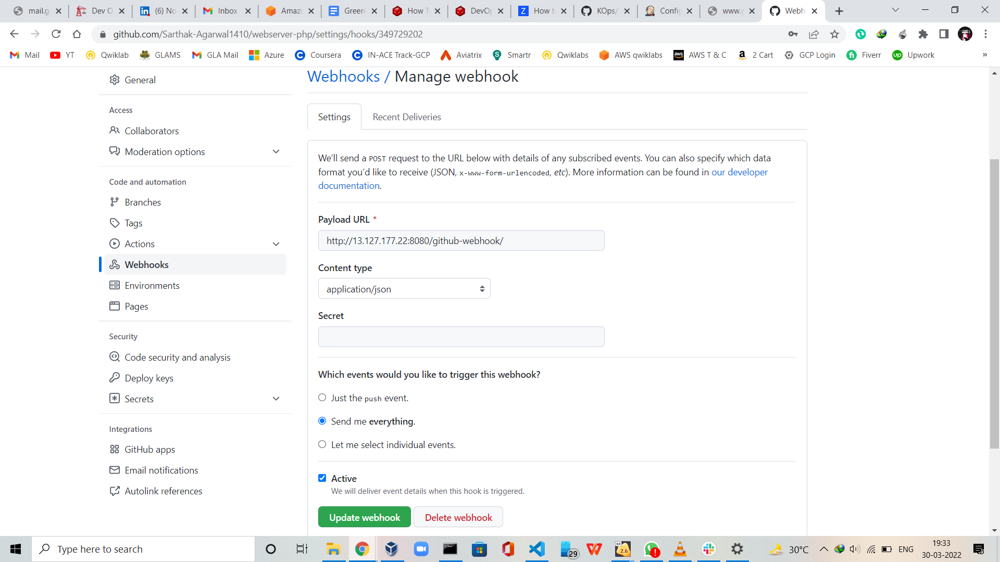 mail.g
Dev O
(6) No
Inbox
Amazo
Green
How T
DevOp
How to
KOps/
Config
www.g
Webh
github.com/Sarthak-Agarwal1410/webserver-php/settings/hooks/349729202
Mail
YT
Qwiklab
GLAMS
GLA Mail
Azure
Coursera
IN-ACE Track-GCP
Aviatrix
Smartr
Qwiklabs
AWS qwiklabs
AWS T & C
2 Cart
GCP Login
Fiverr
Upwork
»
General
Access
Collaborators
Moderation options
Code and automation
Branches
Tags
Actions
Webhooks
Environments
Pages
Security
Code security and analysis
Deploy keys
Secrets
Integrations
GitHub apps
Email notifications
Autolink references
Webhooks / Manage webhook
Settings
Recent Deliveries
We’ll send a POST request to the URL below with details of any subscribed events. You can also specify which data
format you’d like to receive (JSON, x-www-form-urlencoded, etc). More information can be found in our developer
documentation.
Payload URL *
http://13.127.177.22:8080/github-webhook/
Content type
application/json
Secret
Which events would you like to trigger this webhook?
Just the push event.
Send me everything.
Let me select individual events.
Active
We will deliver event details when this hook is triggered.
Update webhook
Delete webhook
Type here to search
29
64
2.6
30°C
ENG
19:33
30-03-2022